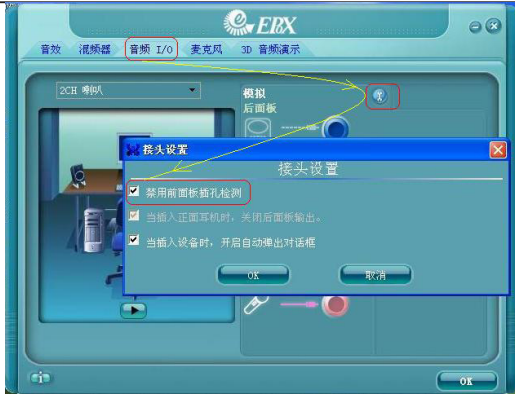 EBX
音效 混频器 音频 I/O 麦克风 3D 音频演示
2CH 喇叭
模拟
后面板
接头设置
接头设置
禁用前面板插孔检测
当插入正面耳机时，关闭后面板输出。
当插入设备时，开启自动弹出对话框
OK 取消
i
OK